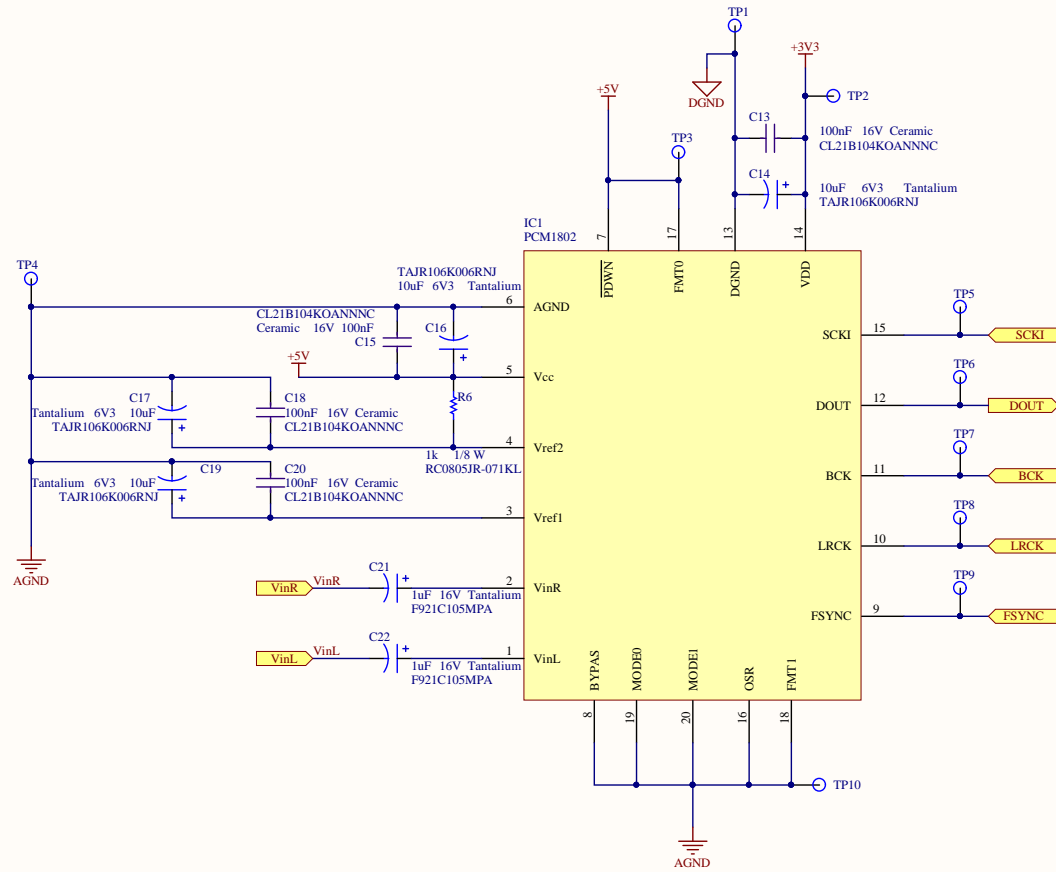 TP1
+3V3
TP2
DGND
+5V
C13
100nF 16V Ceramic
CL21B104KOANNNC
TP3
C14
10uF 6V3 Tantalium
TAJR106K006RNJ
IC1
PCM1802
7
17
13
14
PDWN
FMT0
DGND
VDD
TP4
TAJR106K006RNJ
10uF 6V3 Tantalium
6
AGND
CL21B104KOANNNC
Ceramic 16V 100nF
C15
C16
+5V
5
Vcc
C17
Tantalium 6V3 10uF
TAJR106K006RNJ
C18
100nF 16V Ceramic
CL21B104KOANNNC
R6
1k 1/8 W
RC0805JR-071KL
4
Vref2
C19
Tantalium 6V3 10uF
TAJR106K006RNJ
C20
100nF 16V Ceramic
CL21B104KOANNNC
3
Vref1
AGND
C21
VinR
VinR
1uF 16V Tantalium
F921C105MPA
2
VinR
C22
VinL
VinL
1uF 16V Tantalium
F921C105MPA
1
VinL
TP5
SCKI
15
SCKI
TP6
DOUT
12
DOUT
TP7
BCK
11
BCK
TP8
LRCK
10
LRCK
TP9
FSYNC
9
FSYNC
BYPAS
MODE0
MODE1
OSR
FMT1
8
19
20
16
18
TP10
AGND